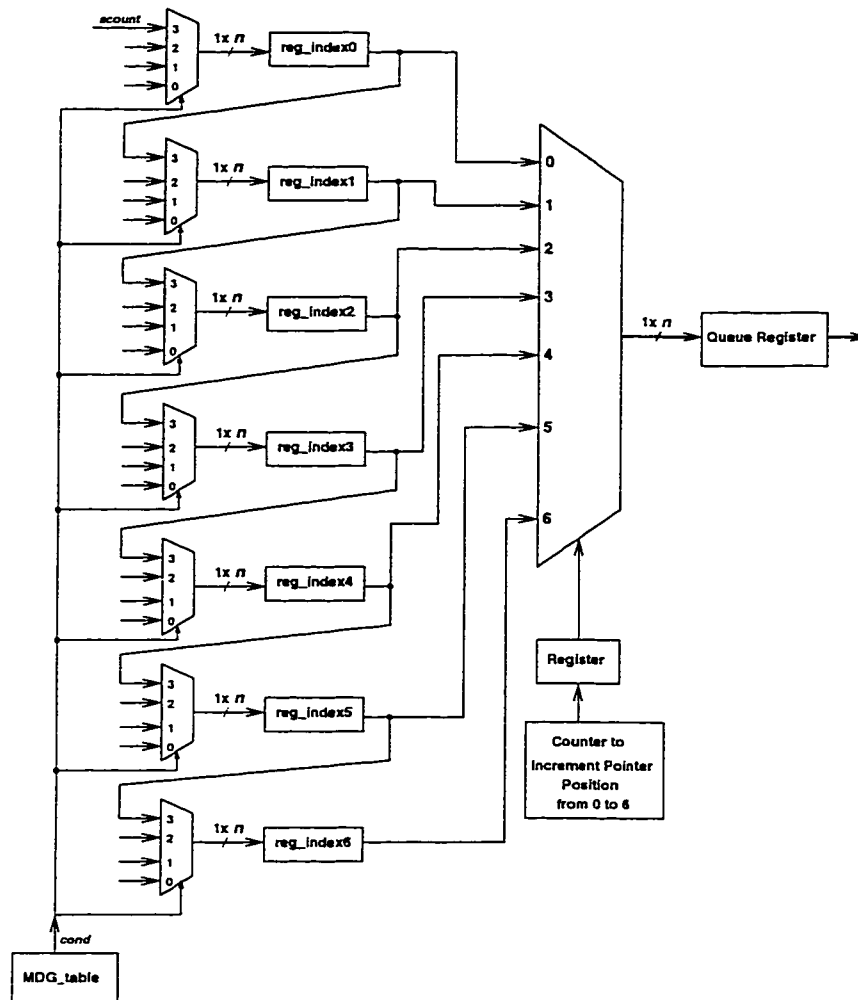 scount
3
2
1
0
1x n
reg_index0
3
2
1
0
1x n
reg_index1
3
2
1
0
1x n
reg_index2
3
2
1
0
1x n
reg_index3
3
2
1
0
1x n
reg_index4
3
2
1
0
1x n
reg_index5
3
2
1
0
1x n
reg_index6
cond
MDG_table
0
1
2
3
4
5
6
1x n
Queue Register
Register
Counter to
Increment Pointer
Position
from 0 to 6